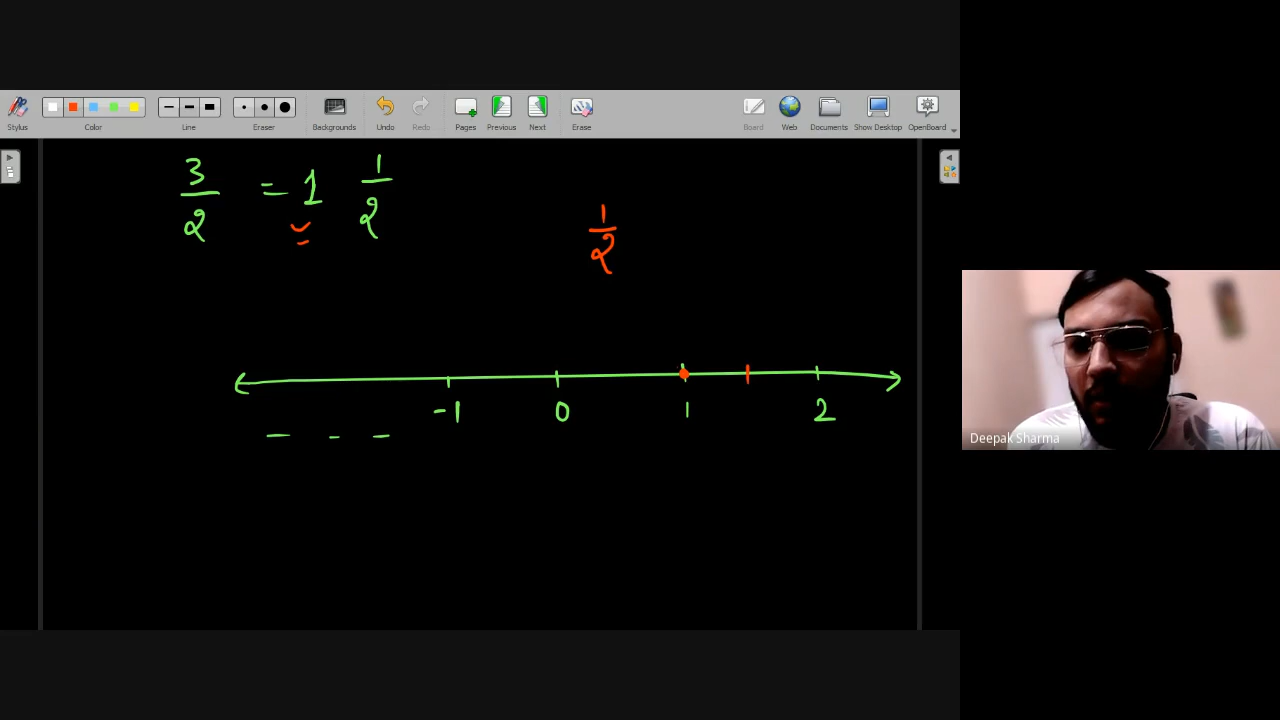 Stylus Color Line Eraser Backgrounds Undo Redo Pages Previous Next Erase Board Web Documents Show Desktop OpenBoard
3/2 = 1 1/2
1/2
-1 0 1 2
- - -
Deepak Sharma